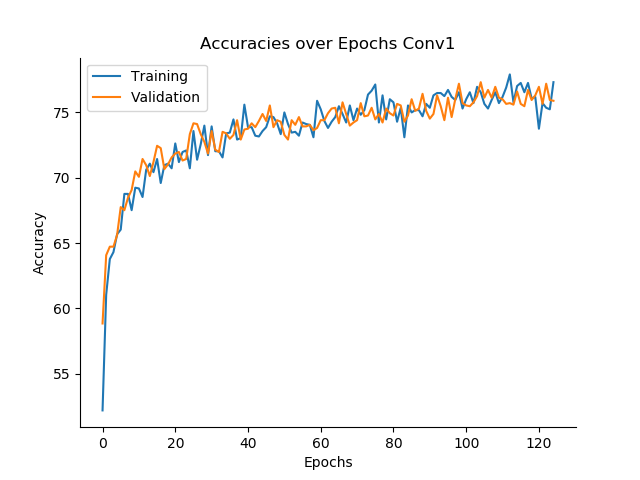 Accuracies over Epochs Conv1
Training
Validation
75
70
65
60
55
Accuracy
0 20 40 60 80 100 120
Epochs